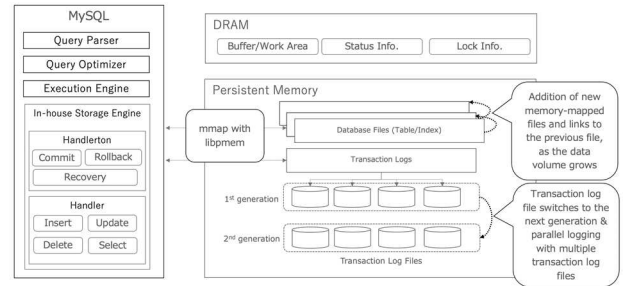 MySQL
Query Parser
Query Optimizer
Execution Engine
In-house Storage Engine
Handlerton
Commit
Rollback
Recovery
Handler
Insert
Update
Delete
Select
mmap with
libpmem
DRAM
Buffer/Work Area
Status Info.
Lock Info.
Persistent Memory
Database Files (Table/Index)
Transaction Logs
1st generation
2nd generation
Transaction Log Files
Addition of new
memory-mapped
files and links to
the previous file,
as the data
volume grows
Transaction log
file switches to the
next generation &
parallel logging
with multiple
transaction log
files